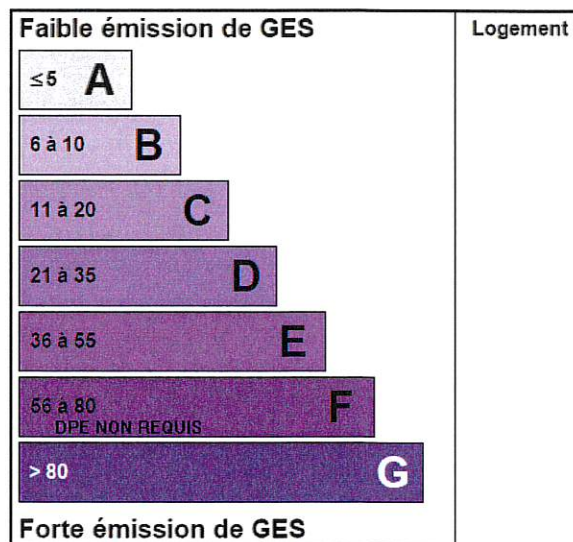 Faible émission de GES
Logement
≤ 5 A
6 à 10 B
11 à 20 C
21 à 35 D
36 à 55 E
56 à 80 F
DPE NON REQUIS
> 80 G
Forte émission de GES